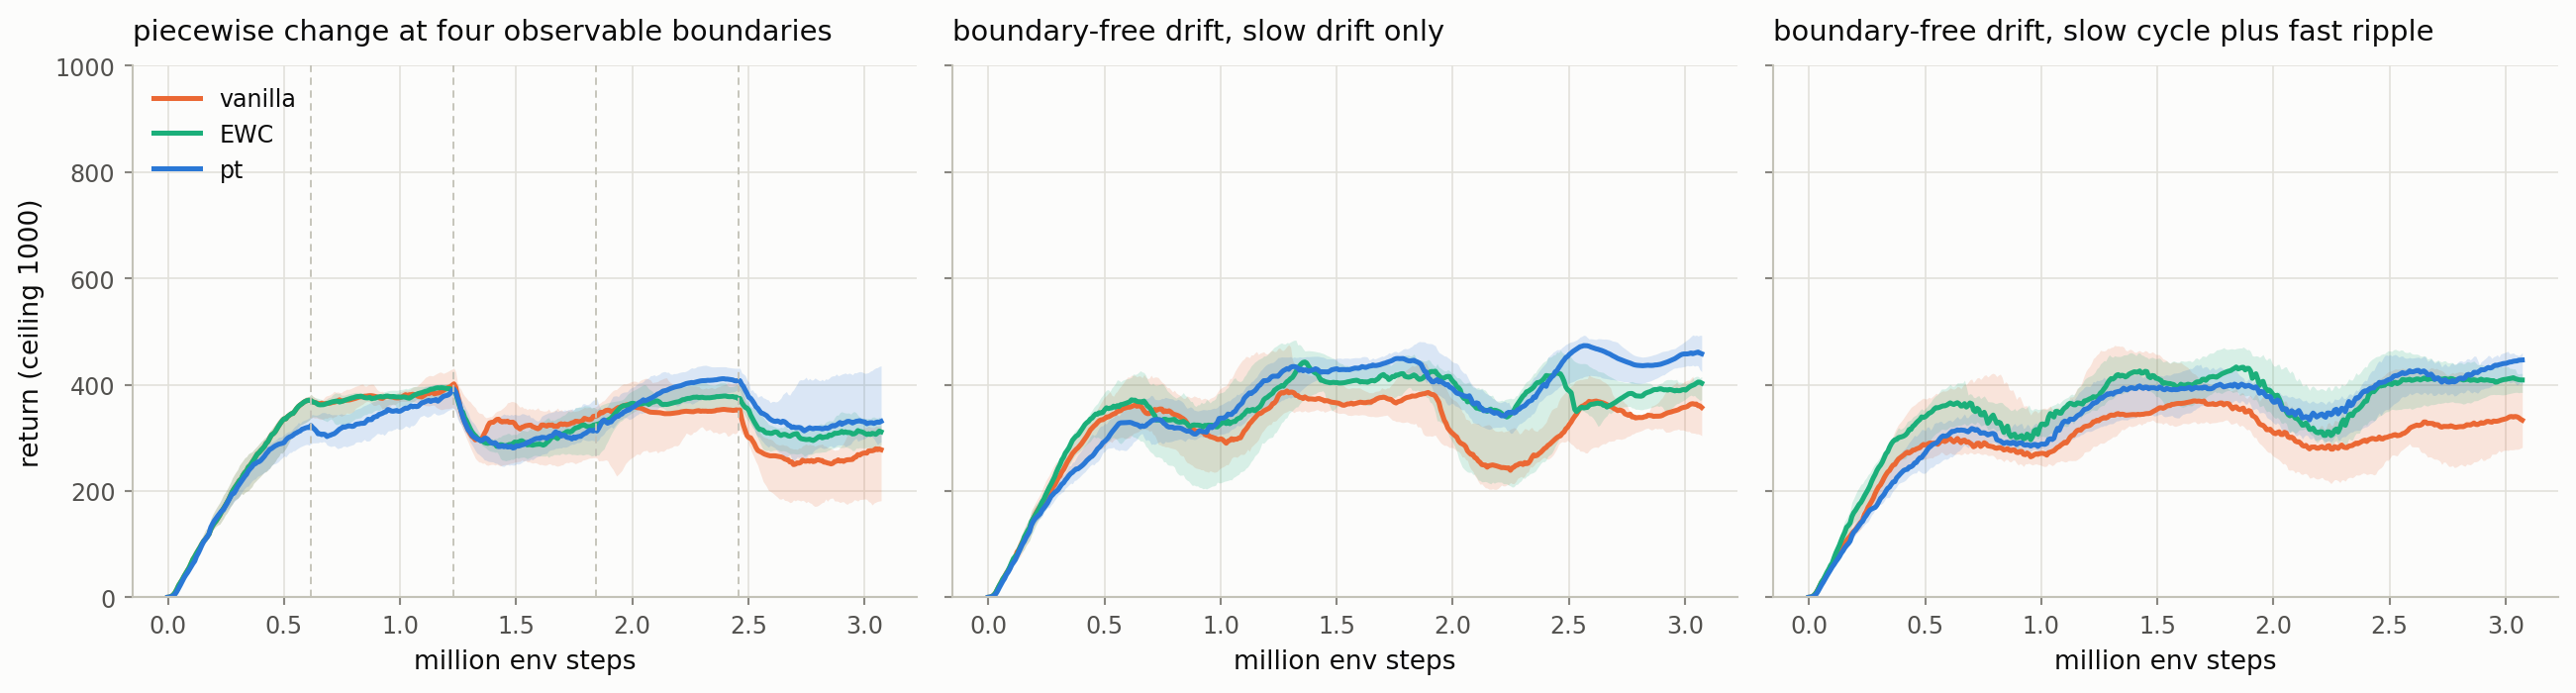 piecewise change at four observable boundaries
boundary-free drift, slow drift only
boundary-free drift, slow cycle plus fast ripple
return (ceiling 1000)
1000
800
600
400
200
0
vanilla
EWC
pt
0.0 0.5 1.0 1.5 2.0 2.5 3.0
0.0 0.5 1.0 1.5 2.0 2.5 3.0
0.0 0.5 1.0 1.5 2.0 2.5 3.0
million env steps
million env steps
million env steps